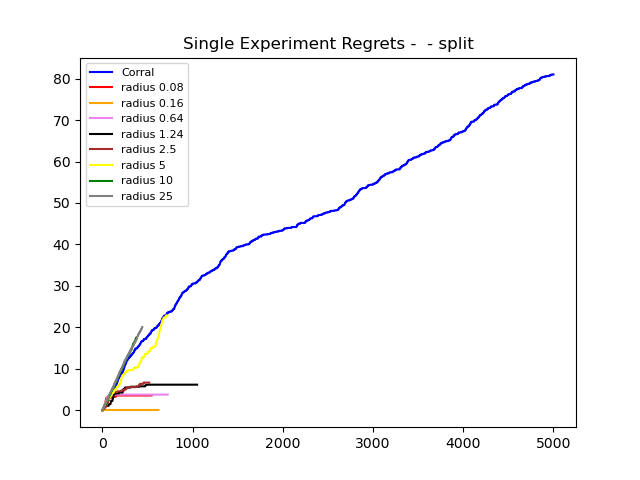 Single Experiment Regrets -  - split
80
70
60
50
40
30
20
10
0
Corral
radius 0.08
radius 0.16
radius 0.64
radius 1.24
radius 2.5
radius 5
radius 10
radius 25
0 1000 2000 3000 4000 5000